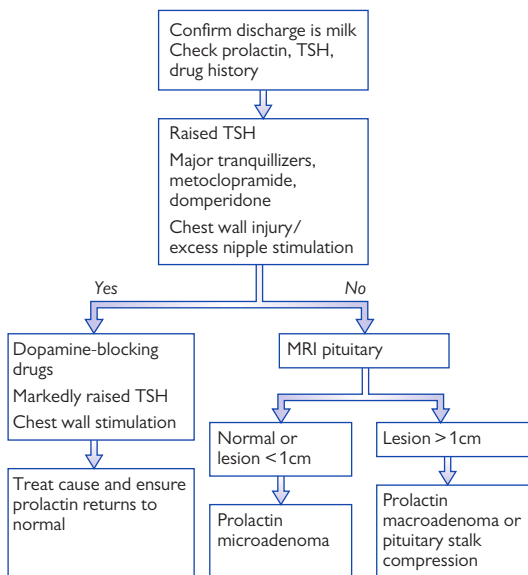 Confirm discharge is milk
Check prolactin, TSH,
drug history
Raised TSH
Major tranquillizers,
metoclopramide,
domperidone
Chest wall injury/
excess nipple stimulation
Yes
No
Dopamine-blocking
drugs
Markedly raised TSH
Chest wall stimulation
MRI pituitary
Normal or
lesion <1cm
Lesion >1cm
Treat cause and ensure
prolactin returns to
normal
Prolactin
microadenoma
Prolactin
macroadenoma or
pituitary stalk
compression